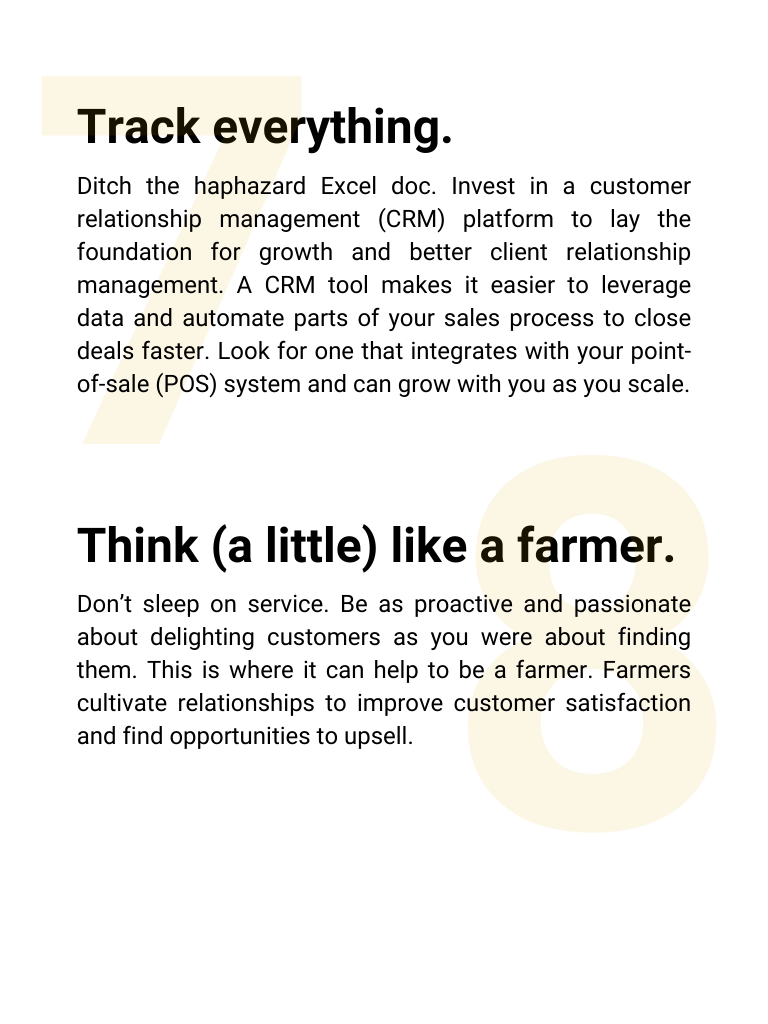 7
Track everything.
Ditch the haphazard Excel doc. Invest in a customer
relationship management (CRM) platform to lay the
foundation for growth and better client relationship
management. A CRM tool makes it easier to leverage
data and automate parts of your sales process to close
deals faster. Look for one that integrates with your point-
of-sale (POS) system and can grow with you as you scale.
8
Think (a little) like a farmer.
Don’t sleep on service. Be as proactive and passionate
about delighting customers as you were about finding
them. This is where it can help to be a farmer. Farmers
cultivate relationships to improve customer satisfaction
and find opportunities to upsell.